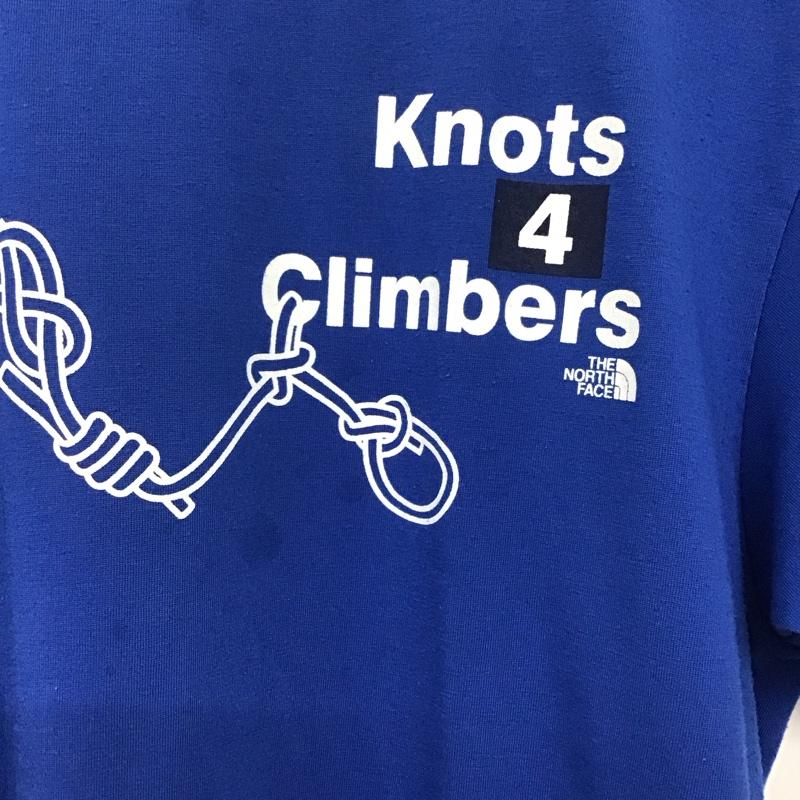 Knots
4
Climbers
THE
NORTH
FACE